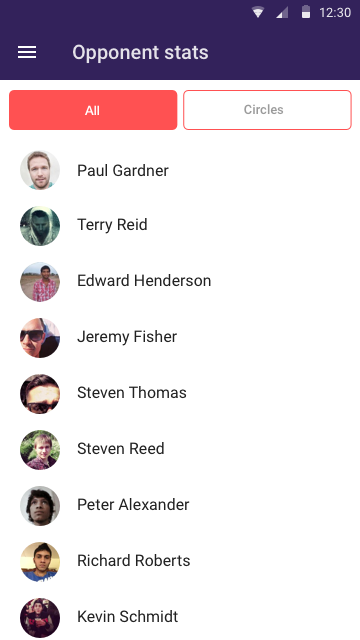 12:30
Opponent stats
All
Circles
Paul Gardner
Terry Reid
Edward Henderson
Jeremy Fisher
Steven Thomas
Steven Reed
Peter Alexander
Richard Roberts
Kevin Schmidt